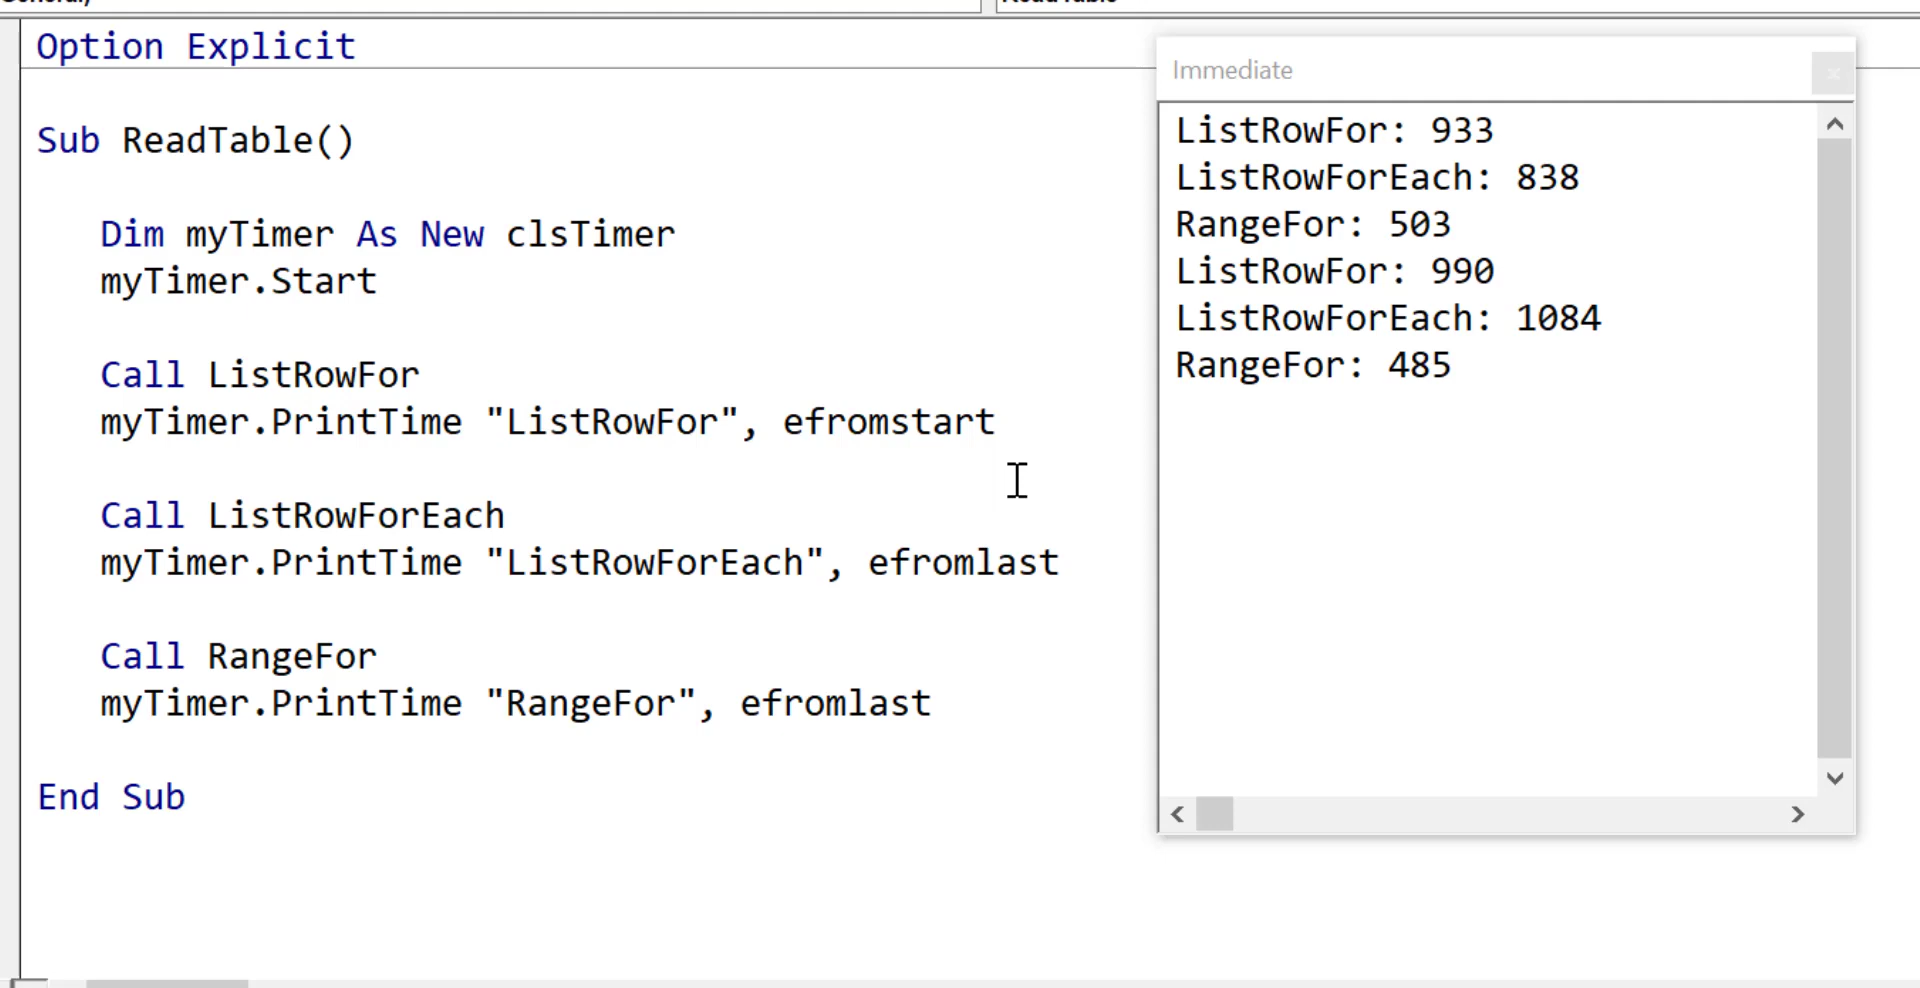 Option Explicit
Sub ReadTable()
Dim myTimer As New clsTimer
myTimer.Start
Call ListRowFor
myTimer.PrintTime "ListRowFor", efromstart
Call ListRowForEach
myTimer.PrintTime "ListRowForEach", efromlast
Call RangeFor
myTimer.PrintTime "RangeFor", efromlast
End Sub
Immediate
ListRowFor: 933
ListRowForEach: 838
RangeFor: 503
ListRowFor: 990
ListRowForEach: 1084
RangeFor: 485